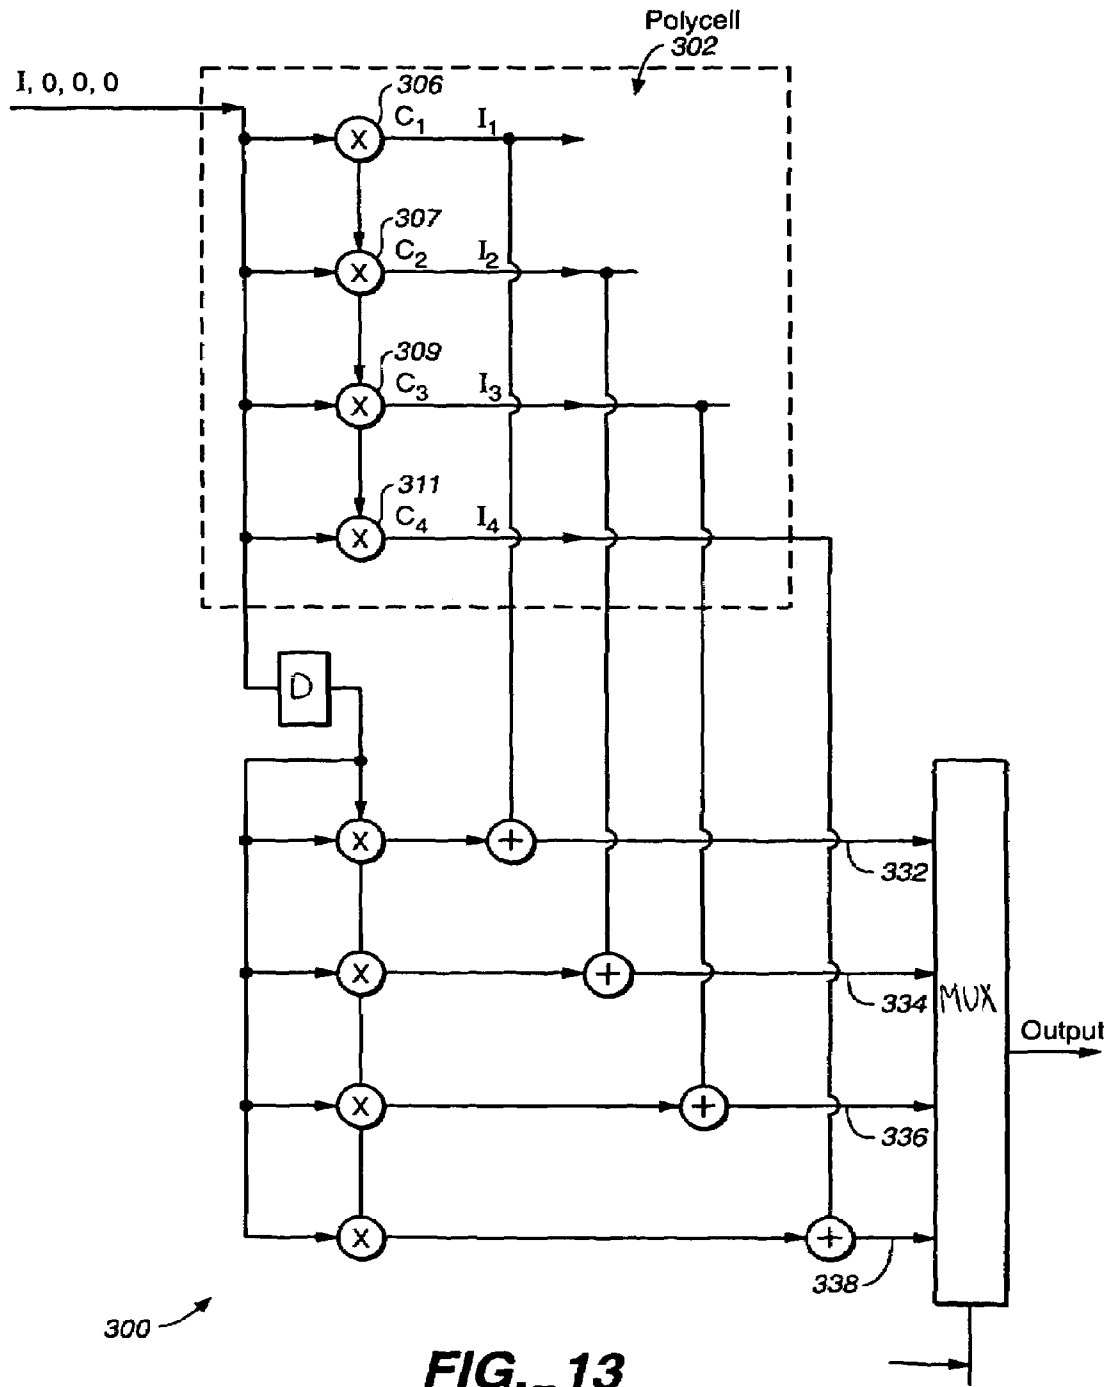 Polycell
302
I, 0, 0, 0
306
X
C1
I1
307
X
C2
I2
309
X
C3
I3
311
X
C4
I4
D
X
+
332
X
+
334
MUX
Output
X
+
336
X
+
338
300
FIG._13